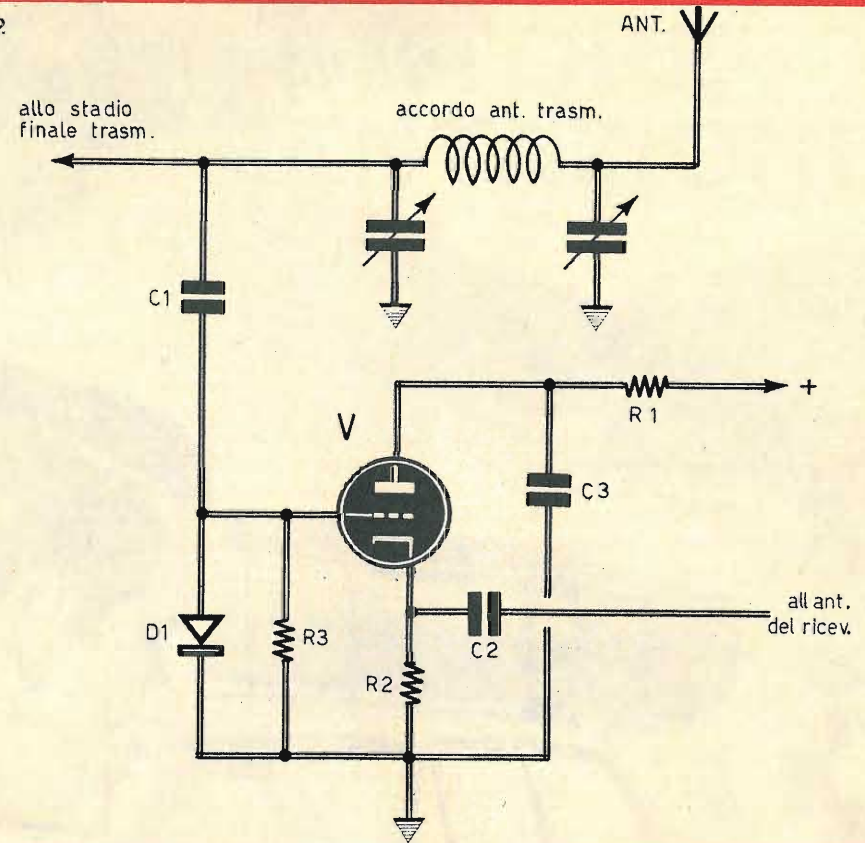 ANT.
allo stadio
finale trasm.
accordo ant. trasm.
C1
+
R1
V
C3
D1
R3
R2
C2
all ant.
del ricev.